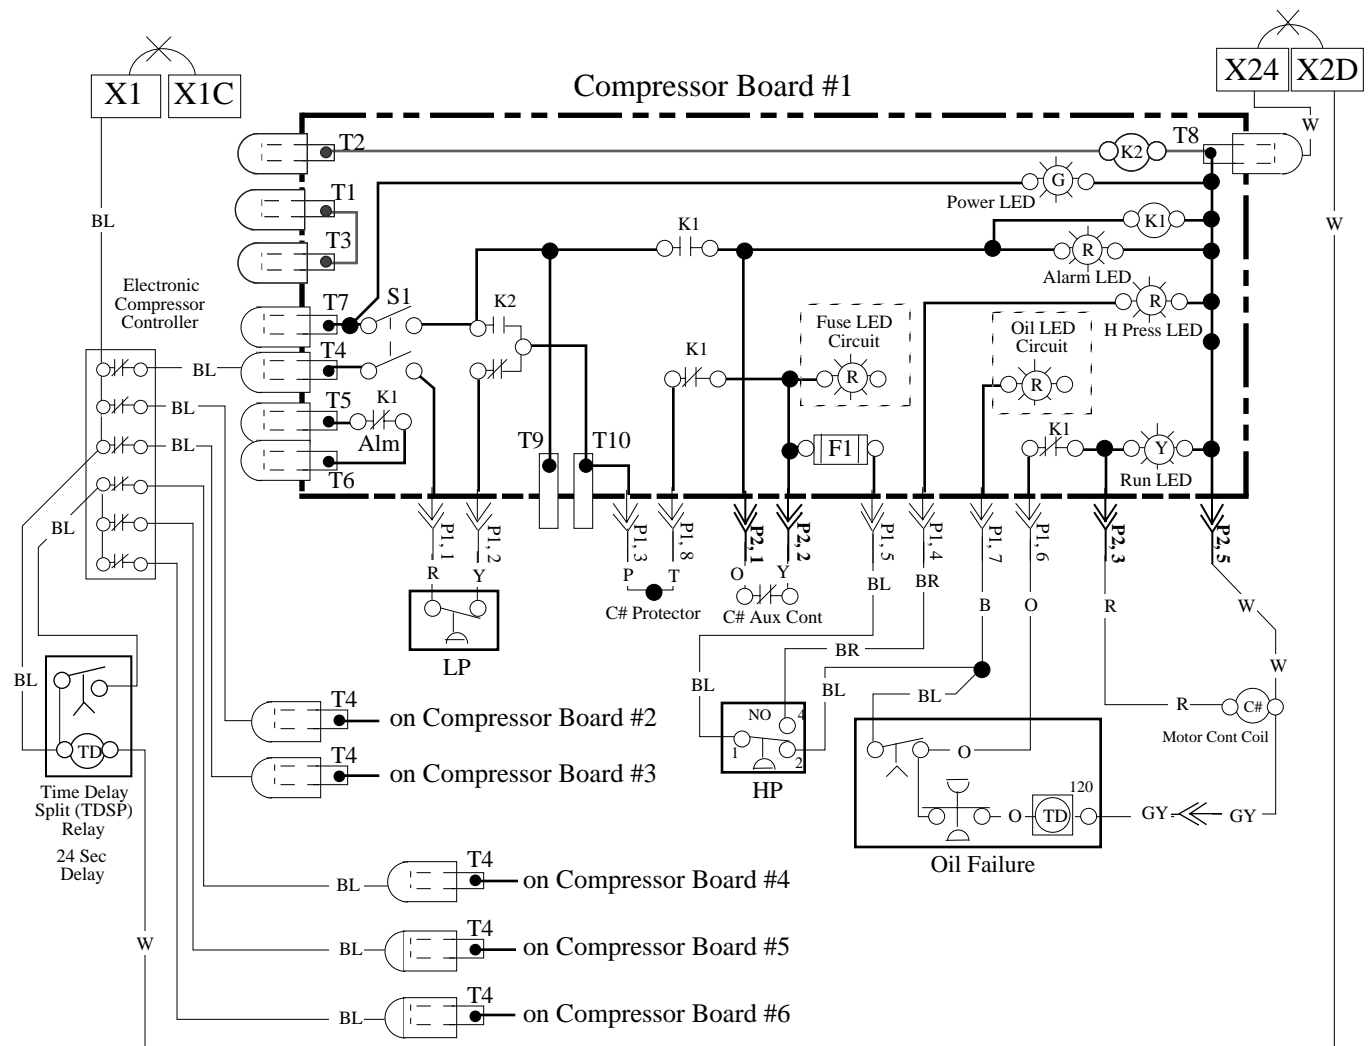 X1 X1C
X24 X2D
Compressor Board #1
W
T2
K2
T8
G
Power LED
T1
BL
K1
W
T3
K1
R
Alarm LED
Electronic
Compressor
Controller
T7
S1
K2
R
H Press LED
Fuse LED
Circuit
R
Oil LED
Circuit
R
T4
K1
BL
BL
T5
K1
Alm
BL
T9
T10
F1
K1
Y
Run LED
T6
BL
P1, 1
P1, 2
P1, 3
P1, 8
P2, 1
P2, 2
P1, 5
P1, 4
P1, 7
P1, 6
P2, 3
P2, 5
R
Y
P
T
O
Y
BL
BR
B
O
R
W
C# Protector
C# Aux Cont
LP
BR
W
BL
BL
BL
BL
R
C#
Motor Cont Coil
NO
4
1
2
HP
O
TD
T4
on Compressor Board #2
T4
on Compressor Board #3
120
O
TD
GY
GY
Oil Failure
Time Delay
Split (TDSP)
Relay
24 Sec
Delay
T4
BL
on Compressor Board #4
W
T4
BL
on Compressor Board #5
T4
BL
on Compressor Board #6